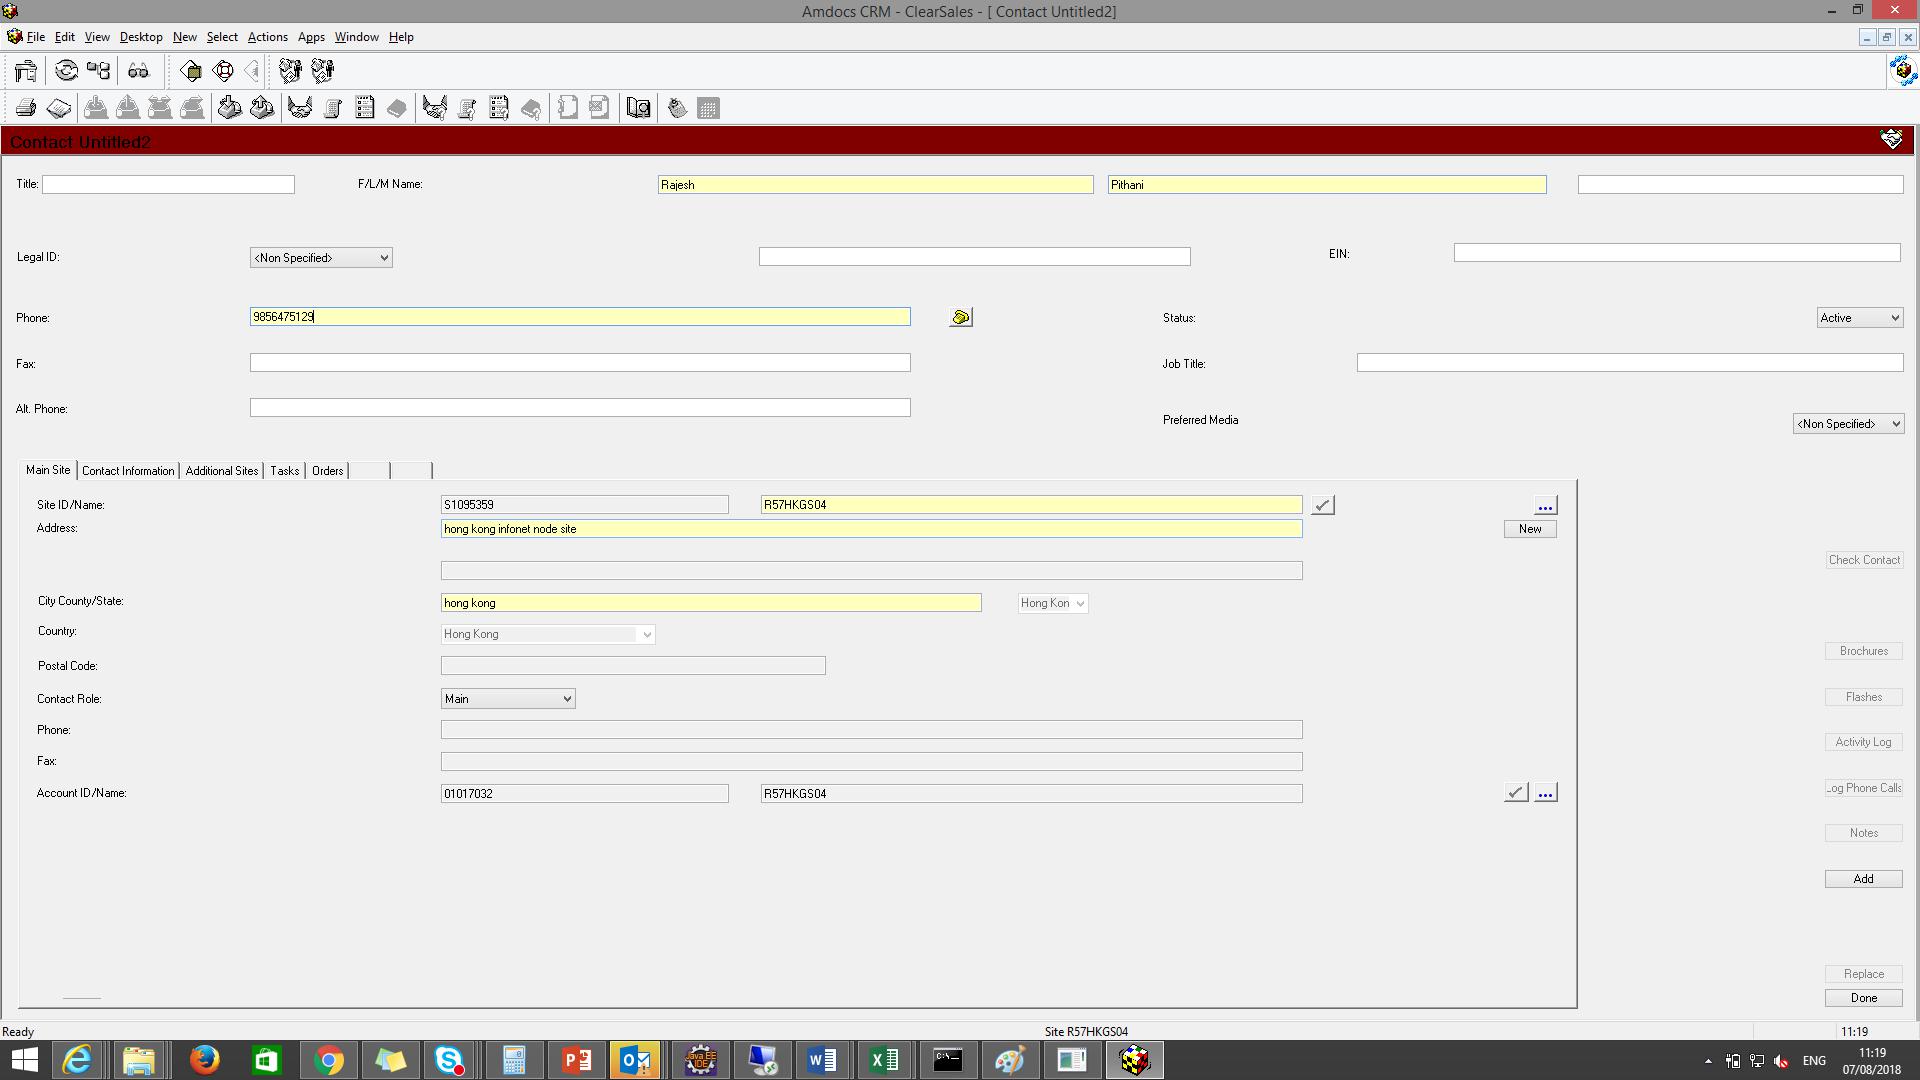 Amdocs CRM - ClearSales - [ Contact Untitled2]
File Edit View Desktop New Select Actions Apps Window Help
Contact Untitled2
Title: F/L/M Name: Rajesh Pithani
Legal ID: <Non Specified> EIN:
Phone: 9856475129 Status: Active
Fax: Job Title:
Alt. Phone:
Preferred Media <Non Specified>
Main Site Contact Information Additional Sites Tasks Orders
Site ID/Name: S1095359 R57HKGS04 ...
Address: hong kong infonet node site New
Check Contact
City County/State: hong kong Hong Kon
Country: Hong Kong
Brochures
Postal Code:
Contact Role: Main Flashes
Phone:
Activity Log
Fax:
Log Phone Calls
Account ID/Name: 01017032 R57HKGS04 ...
Notes
Add
Replace
Done
Ready Site R57HKGS04 11:19
ENG 11:19
07/08/2018